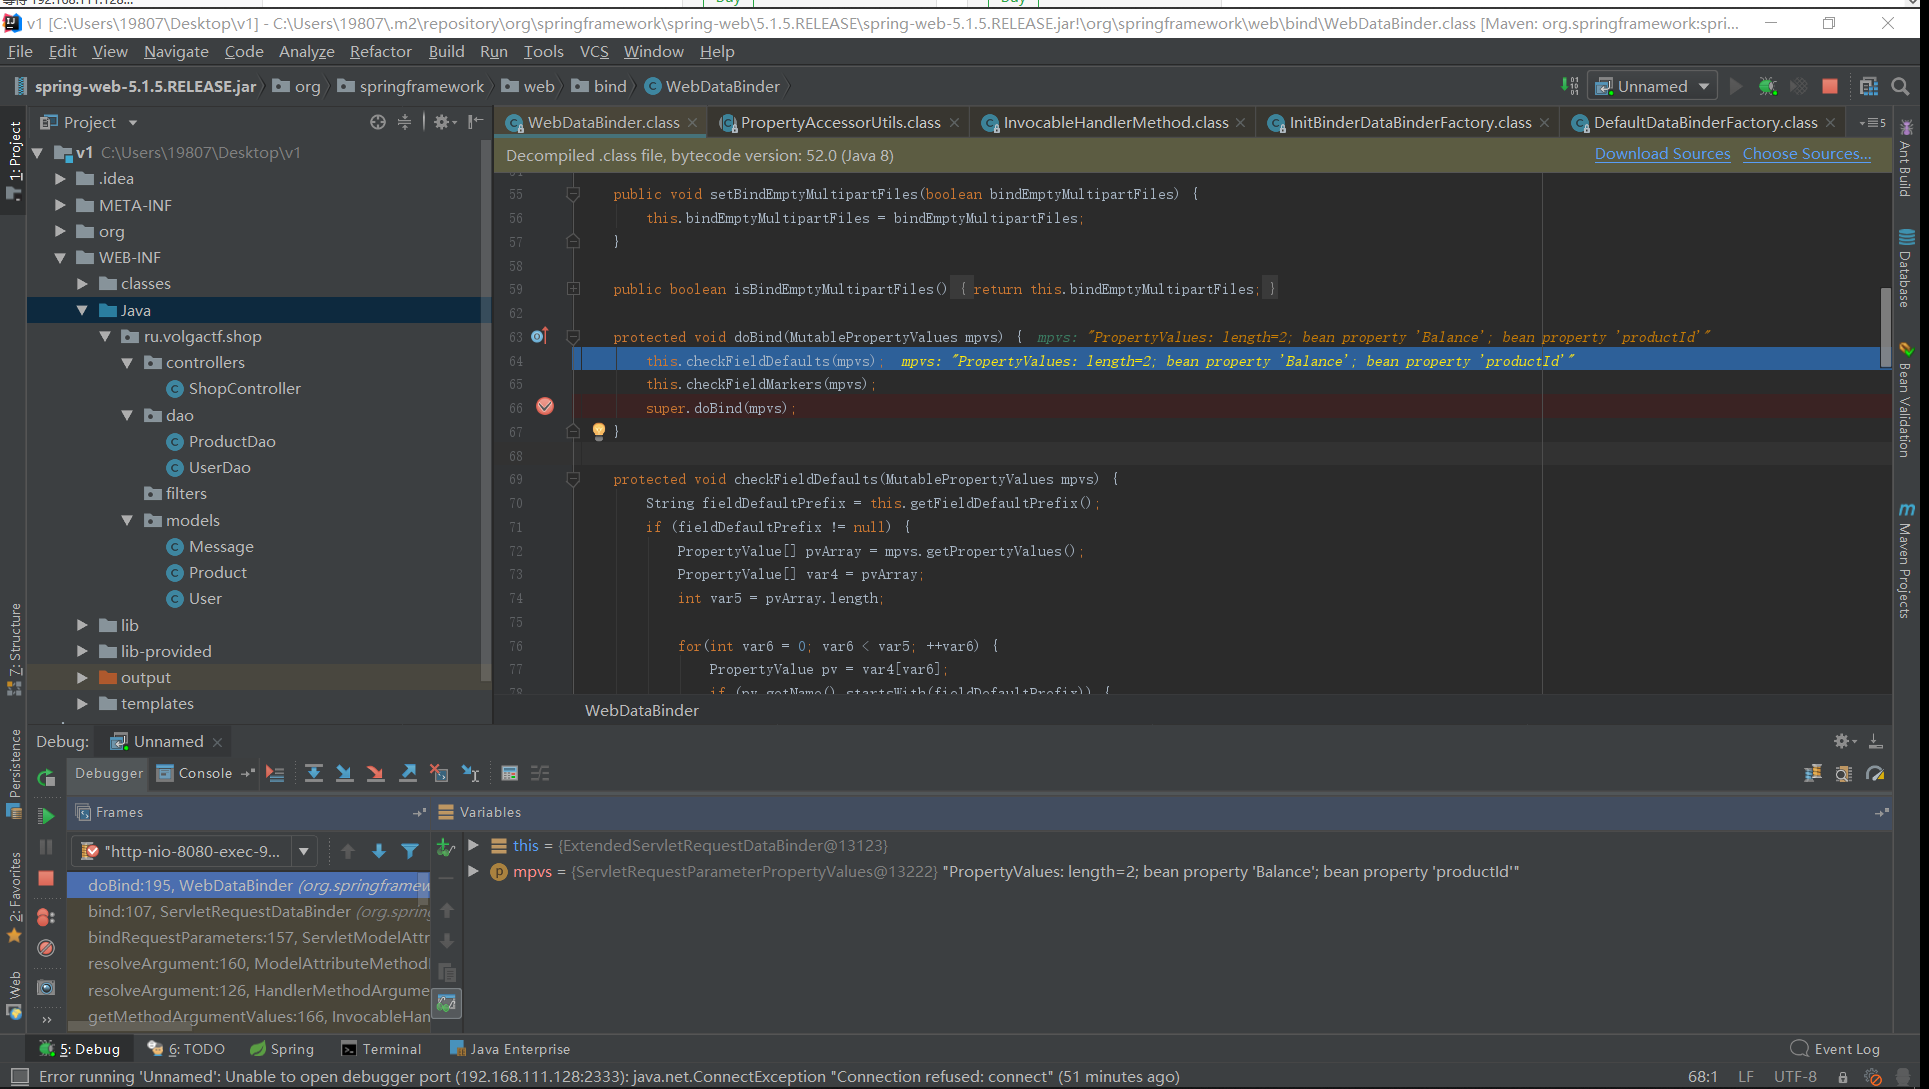 v1 [C:\Users\19807\Desktop\v1] - C:\Users\19807\.m2\repository\org\springframework\spring-web\5.1.5.RELEASE\spring-web-5.1.5.RELEASE.jar!\org\springframework\web\bind\WebDataBinder.class [Maven: org.springframework:spri...
File Edit View Navigate Code Analyze Refactor Build Run Tools VCS Window Help
spring-web-5.1.5.RELEASE.jar org springframework web bind WebDataBinder Unnamed
Project
WebDataBinder.class PropertyAccessorUtils.class InvocableHandlerMethod.class InitBinderDataBinderFactory.class DefaultDataBinderFactory.class 5
Decompiled .class file, bytecode version: 52.0 (Java 8) Download Sources Choose Sources...
1: Project
7: Structure
Persistence
2: Favorites
Web
v1 C:\Users\19807\Desktop\v1
.idea
META-INF
org
WEB-INF
classes
Java
ru.volgactf.shop
controllers
ShopController
dao
ProductDao
UserDao
filters
models
Message
Product
User
lib
lib-provided
output
templates
55 public void setBindEmptyMultipartFiles(boolean bindEmptyMultipartFiles) {
56 this.bindEmptyMultipartFiles = bindEmptyMultipartFiles;
57 }
58
59 public boolean isBindEmptyMultipartFiles() { return this.bindEmptyMultipartFiles; }
62
63 protected void doBind(MutablePropertyValues mpvs) { mpvs: "PropertyValues: length=2; bean property 'Balance'; bean property 'productId'"
64 this.checkFieldDefaults(mpvs); mpvs: "PropertyValues: length=2; bean property 'Balance'; bean property 'productId'"
65 this.checkFieldMarkers(mpvs);
66 super.doBind(mpvs);
67 }
68
69 protected void checkFieldDefaults(MutablePropertyValues mpvs) {
70 String fieldDefaultPrefix = this.getFieldDefaultPrefix();
71 if (fieldDefaultPrefix != null) {
72 PropertyValue[] pvArray = mpvs.getPropertyValues();
73 PropertyValue[] var4 = pvArray;
74 int var5 = pvArray.length;
75
76 for(int var6 = 0; var6 < var5; ++var6) {
77 PropertyValue pv = var4[var6];
78 if (pv.getName().startsWith(fieldDefaultPrefix)) {
WebDataBinder
Ant Build
Database
Bean Validation
Maven Projects
Debug: Unnamed
Debugger Console
Frames
Variables
"http-nio-8080-exec-9...
doBind:195, WebDataBinder (org.springframew
bind:107, ServletRequestDataBinder (org.spring
bindRequestParameters:157, ServletModelAttr
resolveArgument:160, ModelAttributeMethod
resolveArgument:126, HandlerMethodArgume
getMethodArgumentValues:166, InvocableHan
this = {ExtendedServletRequestDataBinder@13123}
mpvs = {ServletRequestParameterPropertyValues@13222} "PropertyValues: length=2; bean property 'Balance'; bean property 'productId'"
5: Debug 6: TODO Spring Terminal Java Enterprise Event Log
Error running 'Unnamed': Unable to open debugger port (192.168.111.128:2333): java.net.ConnectException "Connection refused: connect" (51 minutes ago) 68:1 LF UTF-8